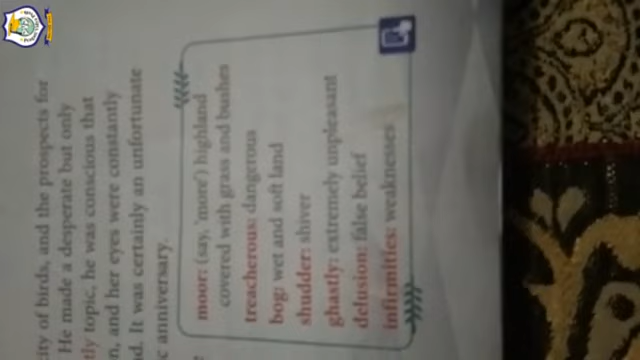 ity of birds, and the prospects for
He made a desperate but only
tly topic, he was conscious that
n, and her eyes were constantly
d. It was certainly an unfortunate
c anniversary.
moor: (say, 'more') highland
covered with grass and bushes
treacherous: dangerous
bog: wet and soft land
shudder: shiver
ghastly: extremely unpleasant
delusion: false belief
infirmities: weaknesses